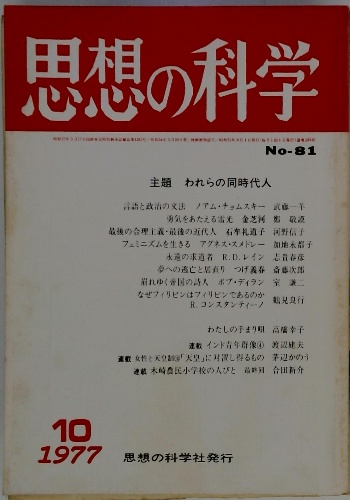 思想の科学
No-81
主題　われらの同時代人
言語と政治の文法　ノアム・チョムスキー　武藤一羊
勇気をあたえる雷光　金芝河　鄭　敬謨
最後の合理主義・最後の近代人　石牟礼道子　河野信子
フェミニズムを生きる　アグネス・スメドレー　加地永都子
永遠の求道者　R.D.レイン　志貴春彦
夢への逃亡と居直り　つげ義春　斎藤次郎
崩れゆく帝国の詩人　ボブ・ディラン　室　謙二
なぜフィリピンはフィリピンであるのか
R.コンスタンティーノ　鶴見良行
わたしの手まり唄　高橋幸子
連載　インド青年群像④　渡辺建夫
連載　女性と天皇制　「天皇」に対置し得るもの　茅辺かのう
連載　木崎農民小学校の人びと　最終回　合田新介
10
1977
思想の科学社発行